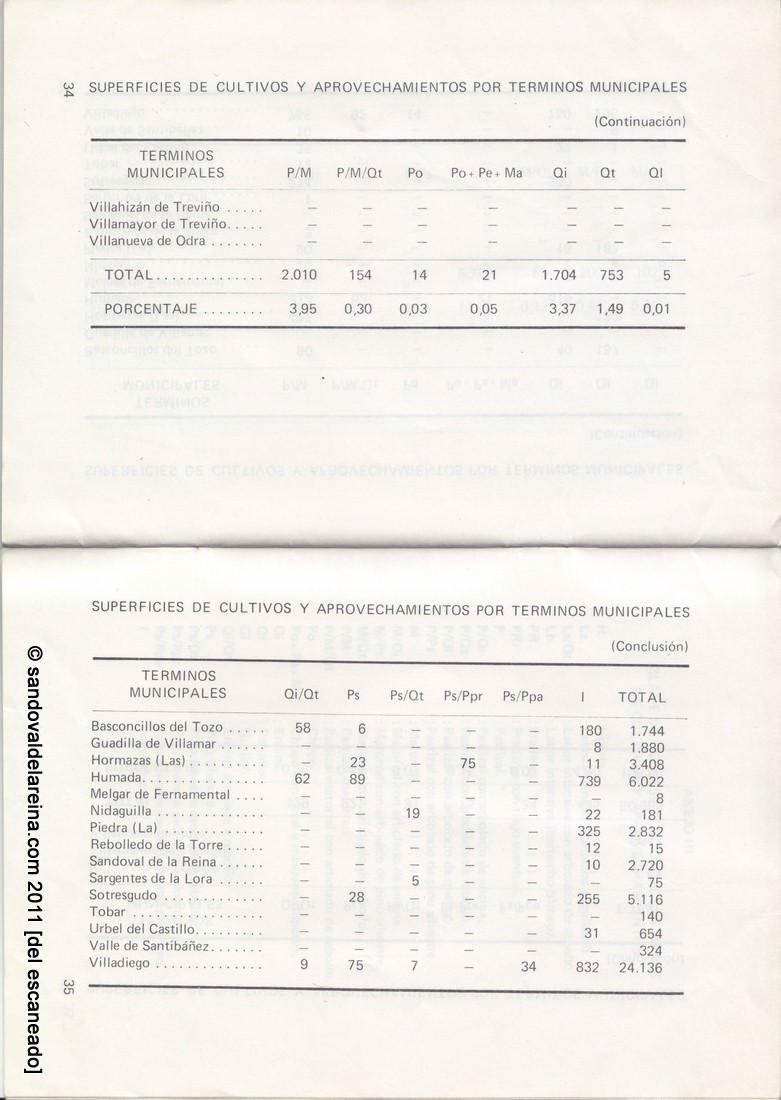 34
SUPERFICIES DE CULTIVOS Y APROVECHAMIENTOS POR TERMINOS MUNICIPALES
(Continuación)
TERMINOS
MUNICIPALES P/M P/M/Qt Po Po + Pe + Ma Qi Qt QI
Villahizán de Treviño ..... — — — — — — —
Villamayor de Treviño..... — — — — — — —
Villanueva de Odra ....... — — — — — — —
TOTAL.............. 2.010 154 14 21 1.704 753 5
PORCENTAJE ........ 3,95 0,30 0,03 0,05 3,37 1,49 0,01
SUPERFICIES DE CULTIVOS Y APROVECHAMIENTOS POR TERMINOS MUNICIPALES
(Conclusión)
TERMINOS
MUNICIPALES Qi/Qt Ps Ps/Qt Ps/Ppr Ps/Ppa I TOTAL
Basconcillos del Tozo ..... 58 6 — — — 180 1.744
Guadilla de Villamar ...... — — — — — 8 1.880
Hormazas (Las) .......... — 23 — 75 — 11 3.408
Humada................ 62 89 — — — 739 6.022
Melgar de Fernamental .... — — — — — — 8
Nidaguilla .............. — — 19 — — 22 181
Piedra (La) ............. — — — — — 325 2.832
Rebolledo de la Torre ..... — — — — — 12 15
Sandoval de la Reina ...... — — — — — 10 2.720
Sargentes de la Lora ...... — — 5 — — — 75
Sotresgudo .............. — 28 — — — 255 5.116
Tobar ................. — — — — — — 140
Urbel del Castillo......... — — — — — 31 654
Valle de Santibáñez....... — — — — — — 324
Villadiego .............. 9 75 7 — 34 832 24.136
35
© sandovaldelareina.com 2011 [del escaneado]